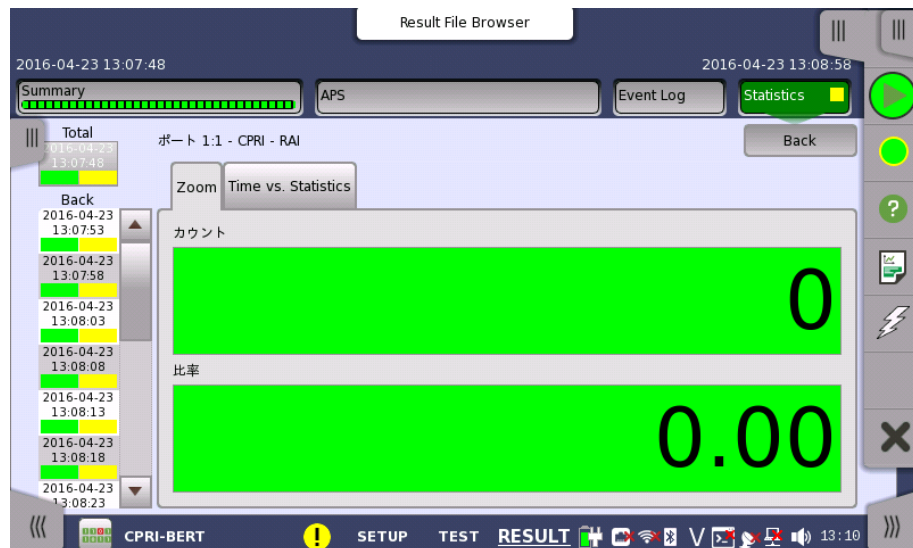 Result File Browser
2016-04-23 13:07:48
2016-04-23 13:08:58
Summary
APS
Event Log
Statistics
Total
2016-04-23
13:07:48
ポート 1:1 - CPRI - RAI
Back
Zoom
Time vs. Statistics
Back
2016-04-23
13:07:53
2016-04-23
13:07:58
2016-04-23
13:08:03
2016-04-23
13:08:08
2016-04-23
13:08:13
2016-04-23
13:08:18
2016-04-23
13:08:23
カウント
0
比率
0.00
CPRI-BERT
SETUP
TEST
RESULT
V
13:10